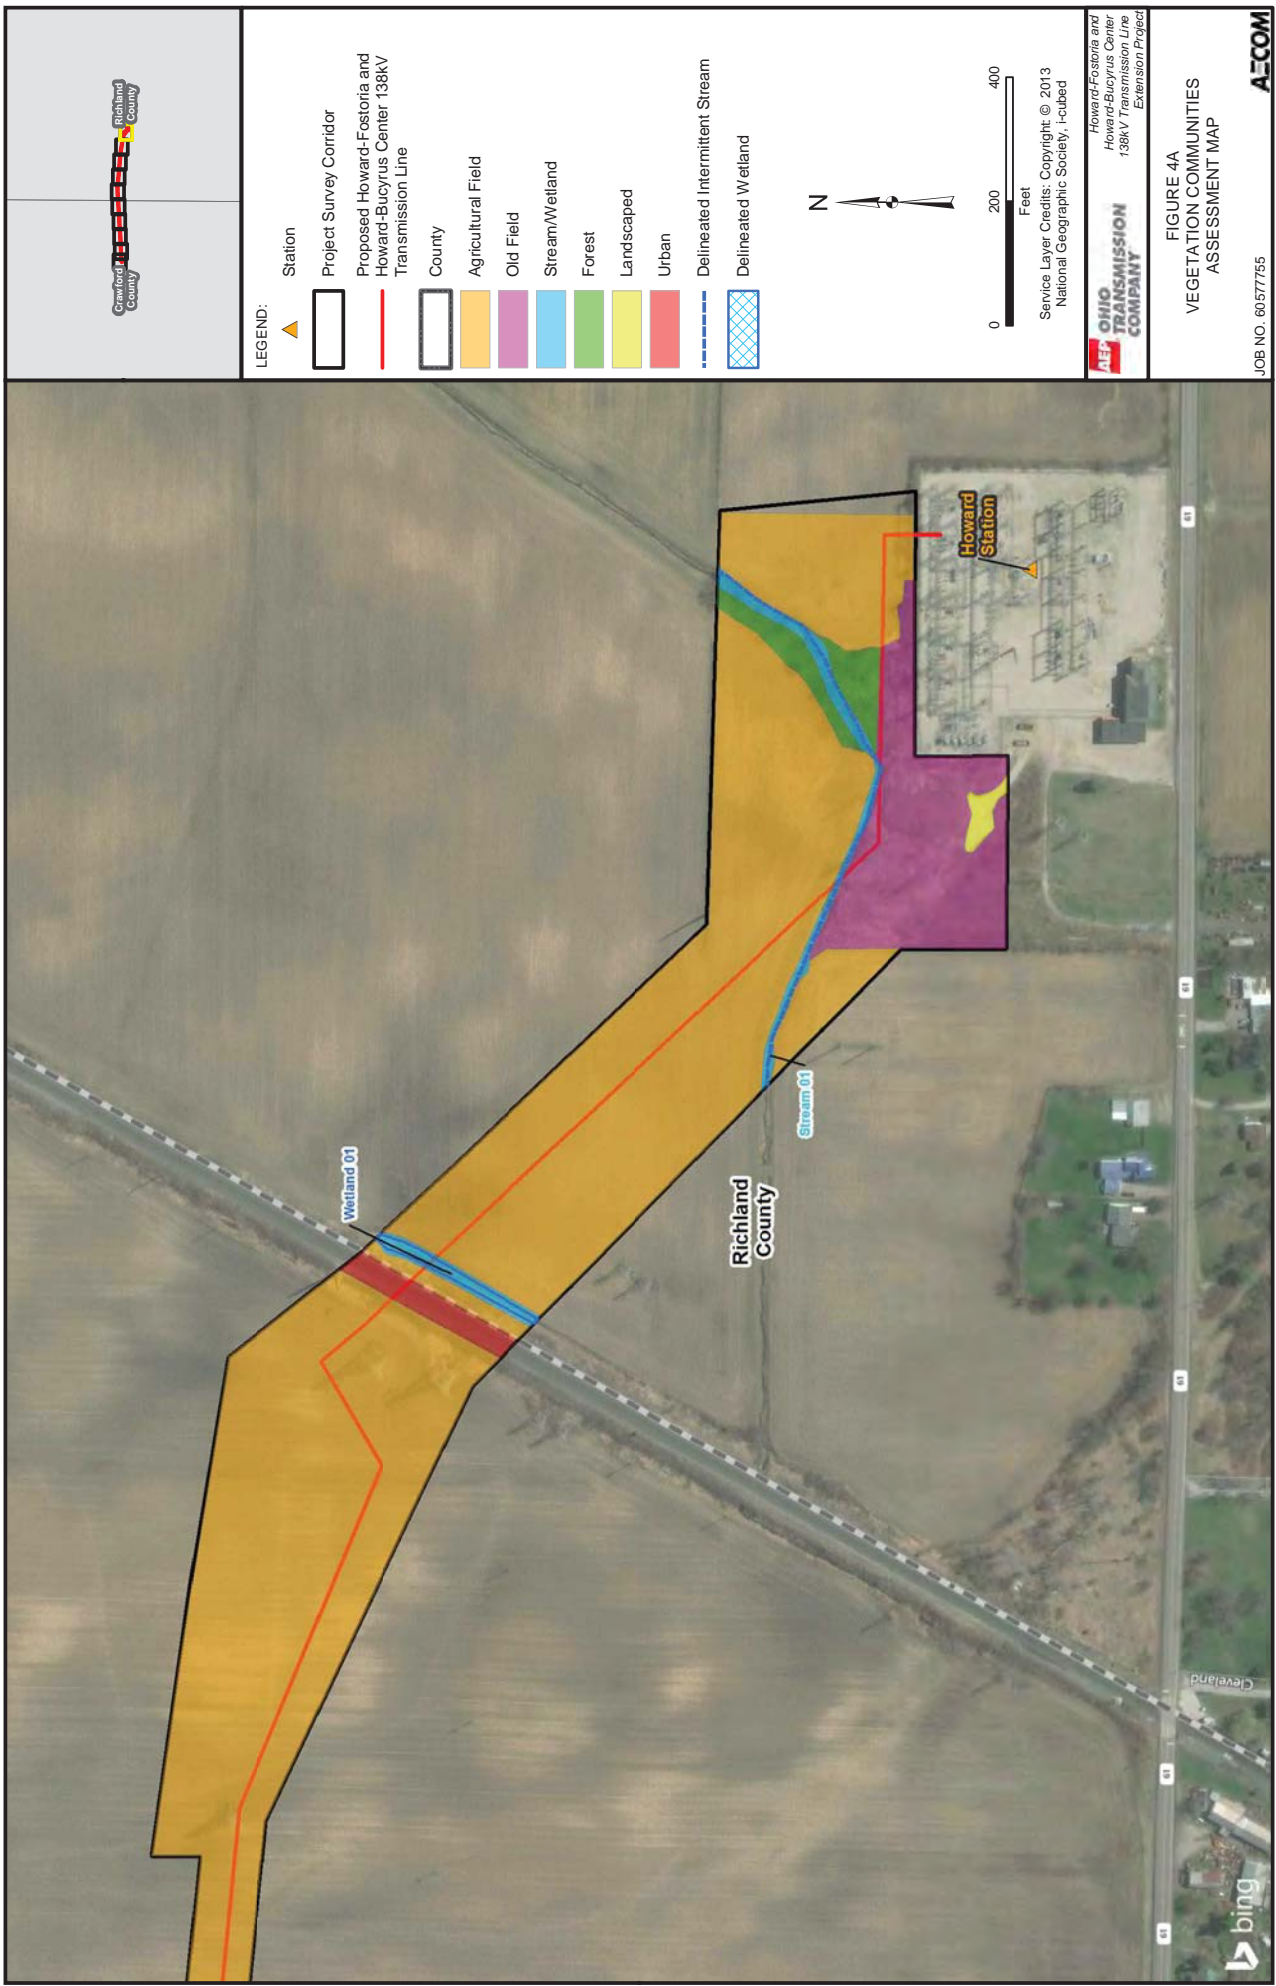 Crawford
County
Richland
County
LEGEND:
Station
Project Survey Corridor
Proposed Howard-Fostoria and
Howard-Bucyrus Center 138kV
Transmission Line
County
Agricultural Field
Old Field
Stream/Wetland
Forest
Landscaped
Urban
Delineated Intermittent Stream
Delineated Wetland
N
0 200 400
Feet
Service Layer Credits: Copyright: © 2013
National Geographic Society, i-cubed
AEP OHIO
TRANSMISSION
COMPANY
Howard-Fostoria and
Howard-Bucyrus Center
138kV Transmission Line
Extension Project
FIGURE 4A
VEGETATION COMMUNITIES
ASSESSMENT MAP
JOB NO. 60577755
AECOM
Wetland 01
Stream 01
Richland
County
Howard
Station
61
61
61
61
61
Cleveland
bing